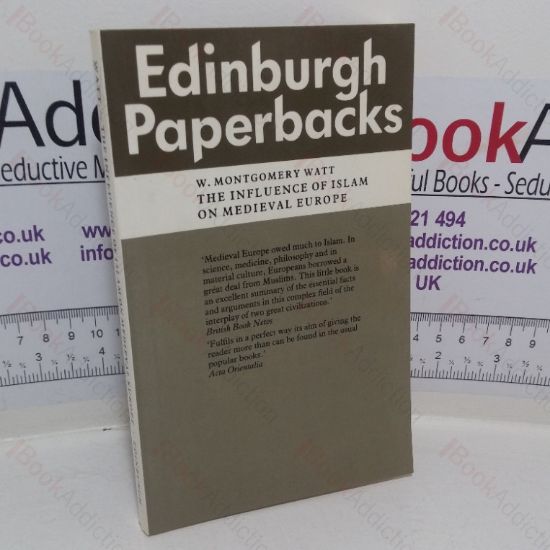 Edinburgh
Paperbacks
W. MONTGOMERY WATT
THE INFLUENCE OF ISLAM
ON MEDIEVAL EUROPE
'Medieval Europe owed much to Islam. In
science, medicine, philosophy and in
material culture, Europeans borrowed a
great deal from Muslims. This little book is
an excellent summary of the essential facts
and arguments in this complex field of the
interplay of two great civilizations.'
British Book News
'Fulfils in a perfect way its aim of giving the
reader more than can be found in the usual
popular books.'
Acta Orientalia
Add
eductive M
co.uk
info
.co.uk
ww
ookA
ful Books - Sedu
21 494
addiction.co.uk
UK
BookAddiction